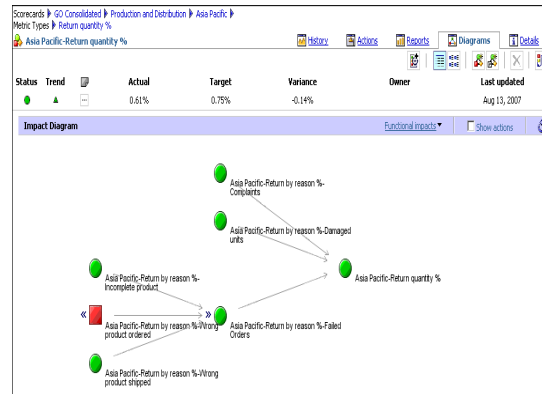 Scorecards GO Consolidated Production and Distribution Asia Pacific
Metric Types Return quantity %
Asia Pacific-Return quantity %
History Actions Reports Diagrams Details
Status Trend Actual Target Variance Owner Last updated
... 0.61% 0.75% -0.14% Aug 13, 2007
Impact Diagram Functional impacts Show actions
Asia Pacific-Return by reason %-
Complaints
Asia Pacific-Return by reason %-Damaged
units
Asia Pacific-Return quantity %
Asia Pacific-Return by reason %-
Incomplete product
« »
Asia Pacific-Return by reason %-Wrong
product ordered
Asia Pacific-Return by reason %-Failed
Orders
Asia Pacific-Return by reason %-Wrong
product shipped